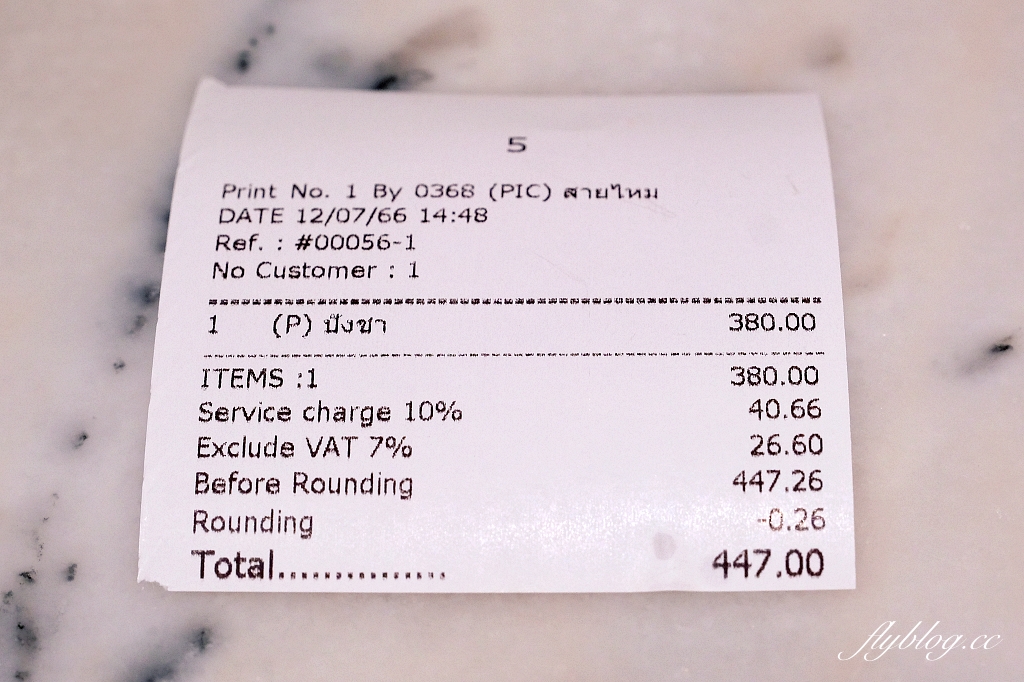 5
Print No. 1 By 0368 (PIC) สายไหม
DATE 12/07/66 14:48
Ref. : #00056-1
No Customer : 1
1 (P) ปังชา 380.00
ITEMS :1 380.00
Service charge 10% 40.66
Exclude VAT 7% 26.60
Before Rounding 447.26
Rounding -0.26
Total................ 447.00
flyblog.cc